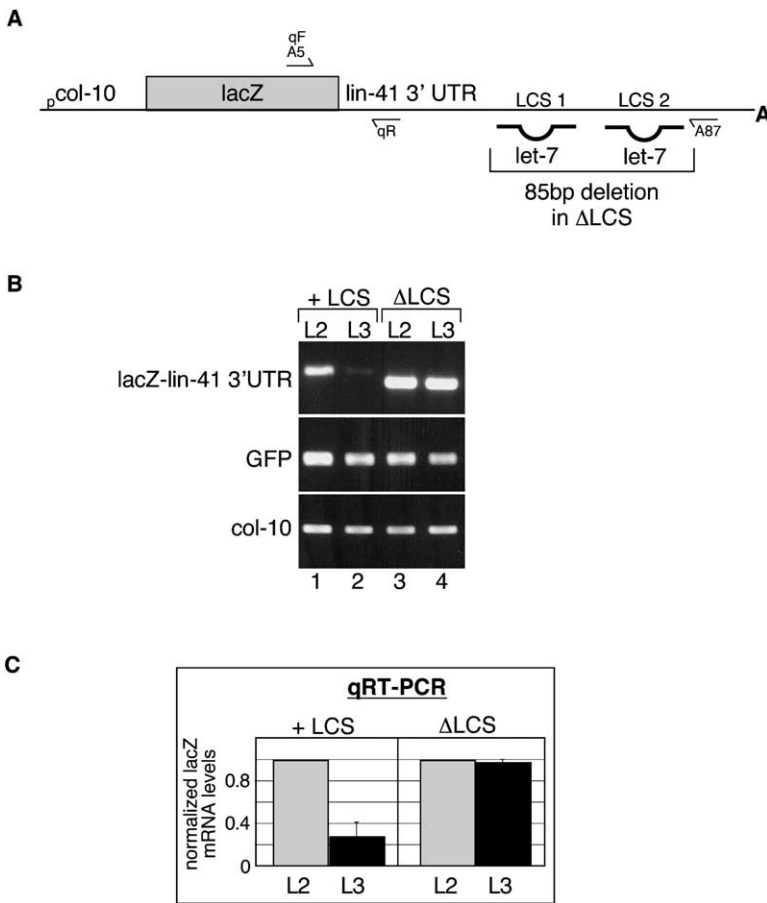 A
qF
A5
pcol-10 lacZ lin-41 3' UTR LCS 1 LCS 2 A
qR A87
let-7 let-7
85bp deletion
in ΔLCS
B
+ LCS ΔLCS
L2 L3 L2 L3
lacZ-lin-41 3'UTR
GFP
col-10
1 2 3 4
C
qRT-PCR
+ LCS ΔLCS
normalized lacZ
mRNA levels
0.8
0.4
0
L2 L3 L2 L3